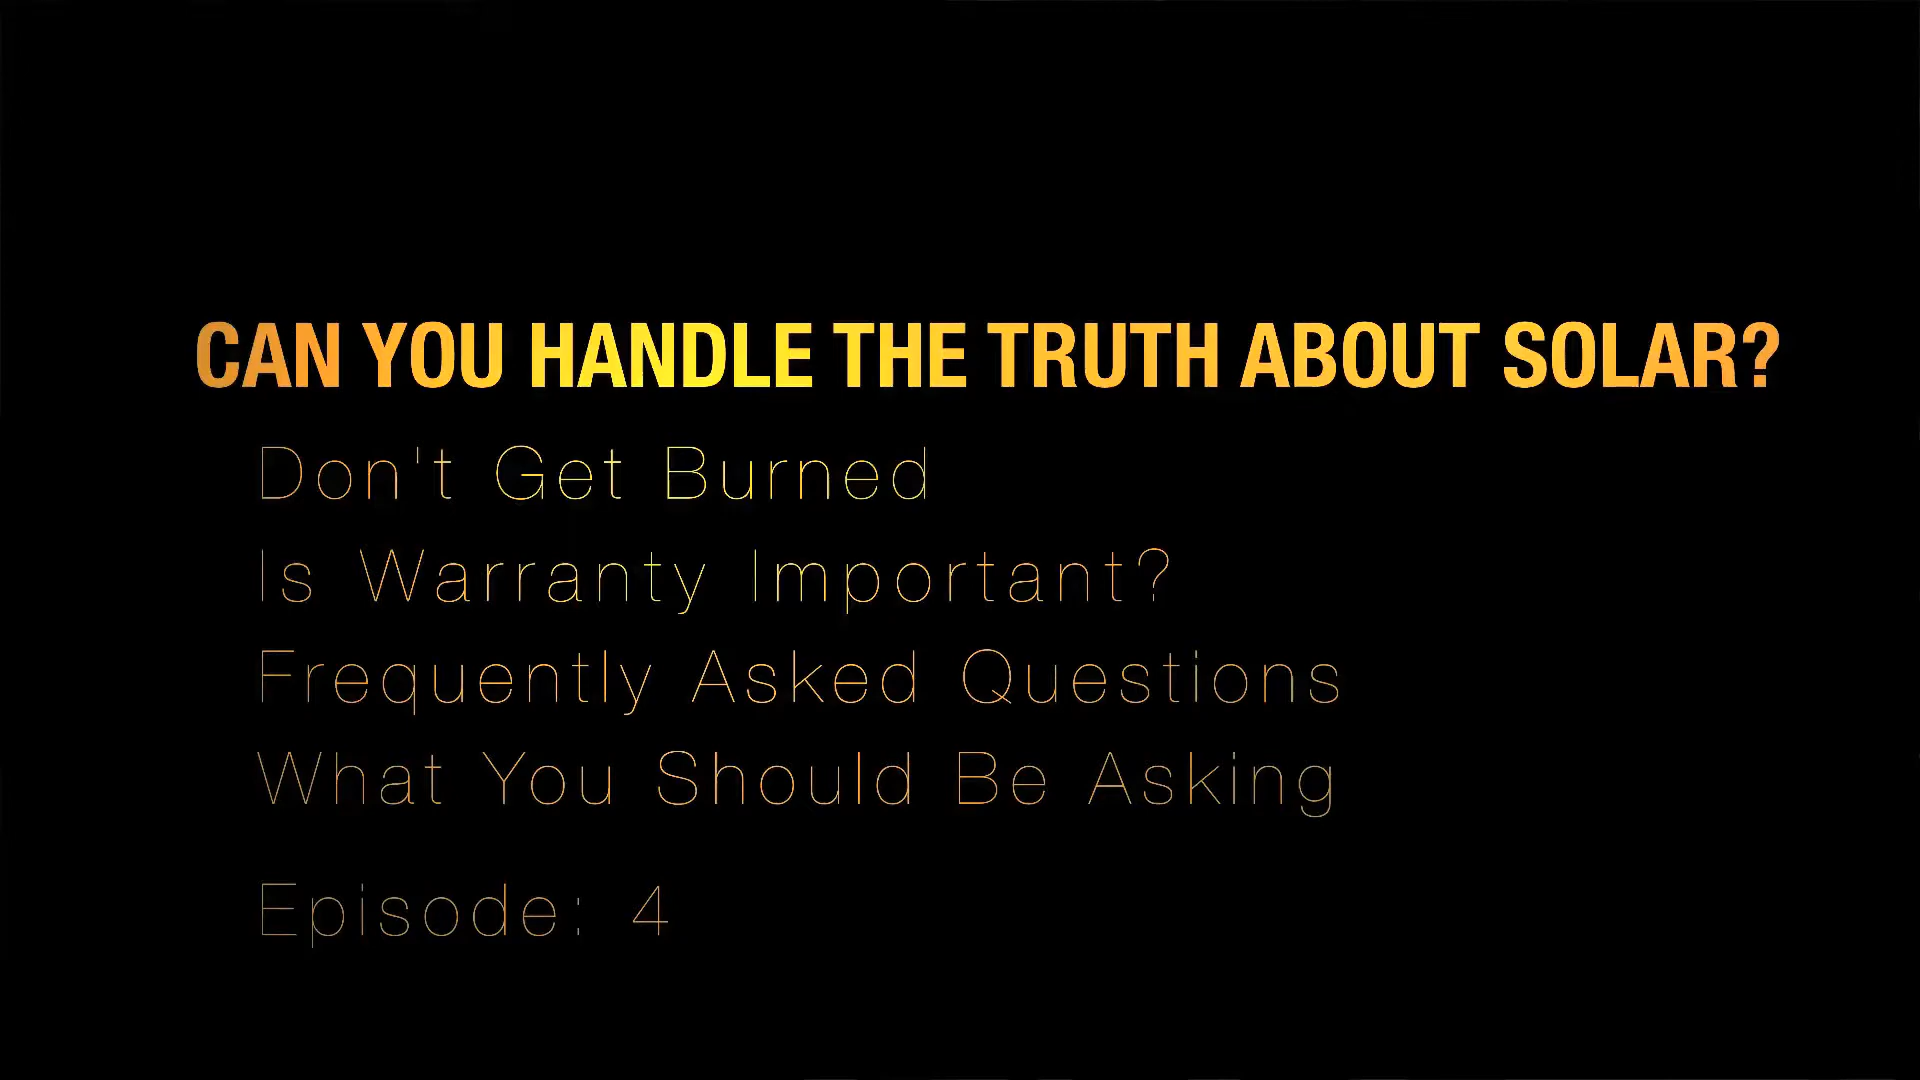 CAN YOU HANDLE THE TRUTH ABOUT SOLAR?
Don't Get Burned
Is Warranty Important?
Frequently Asked Questions
What You Should Be Asking
Episode: 4